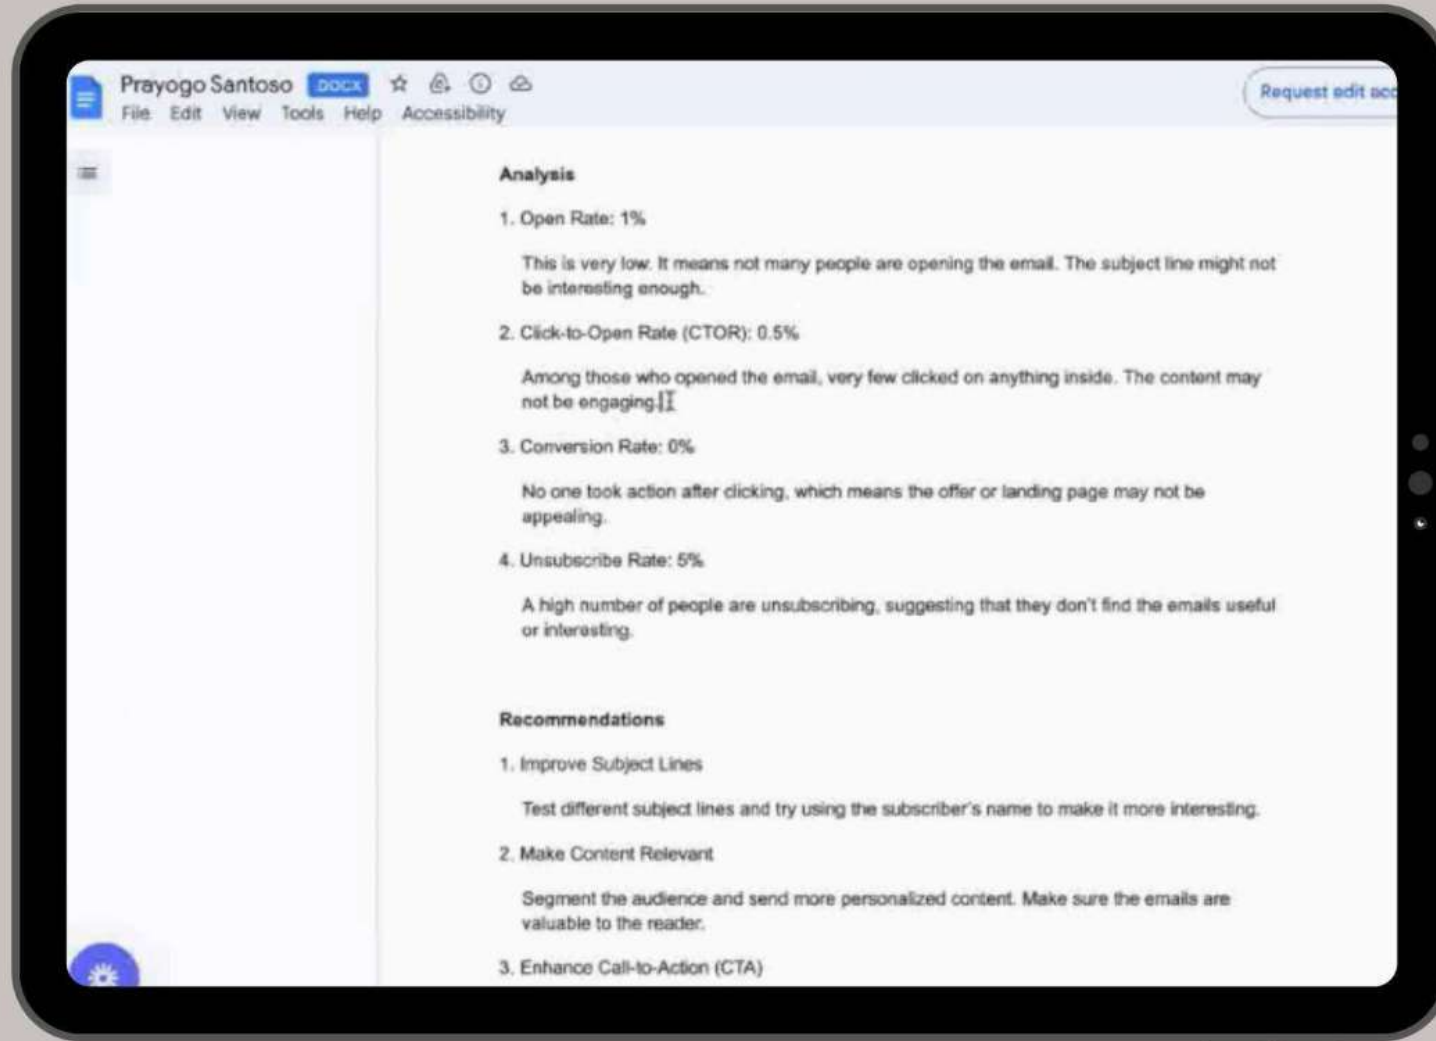 Prayogo Santoso DOCX
File Edit View Tools Help Accessibility
Request edit
Analysis
1. Open Rate: 1%
This is very low. It means not many people are opening the email. The subject line might not
be interesting enough.
2. Click-to-Open Rate (CTOR): 0.5%
Among those who opened the email, very few clicked on anything inside. The content may
not be engaging.
3. Conversion Rate: 0%
No one took action after clicking, which means the offer or landing page may not be
appealing.
4. Unsubscribe Rate: 5%
A high number of people are unsubscribing, suggesting that they don't find the emails useful
or interesting.
Recommendations
1. Improve Subject Lines
Test different subject lines and try using the subscriber's name to make it more interesting.
2. Make Content Relevant
Segment the audience and send more personalized content. Make sure the emails are
valuable to the reader.
3. Enhance Call-to-Action (CTA)